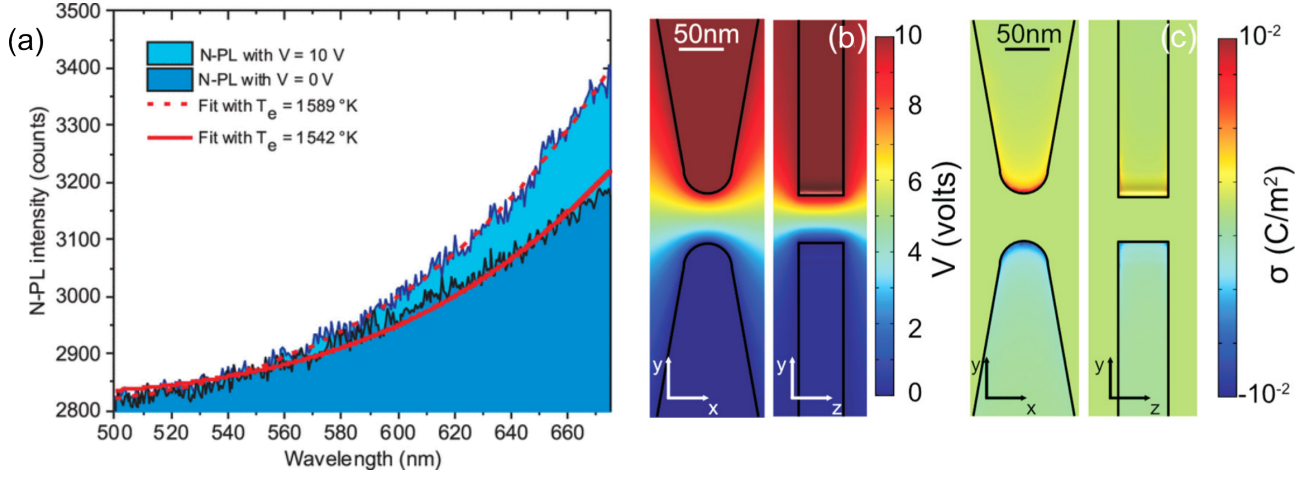 (a)
3500
3400
3300
3200
3100
3000
2900
2800
N-PL intensity (counts)
N-PL with V = 10 V
N-PL with V = 0 V
Fit with Te = 1589 °K
Fit with Te = 1542 °K
500 520 540 560 580 600 620 640 660
Wavelength (nm)
50nm
(b)
y
x
y
z
10
8
6
4
2
0
V (volts)
50nm
(c)
y
x
y
z
10⁻²
-10⁻²
σ (C/m²)